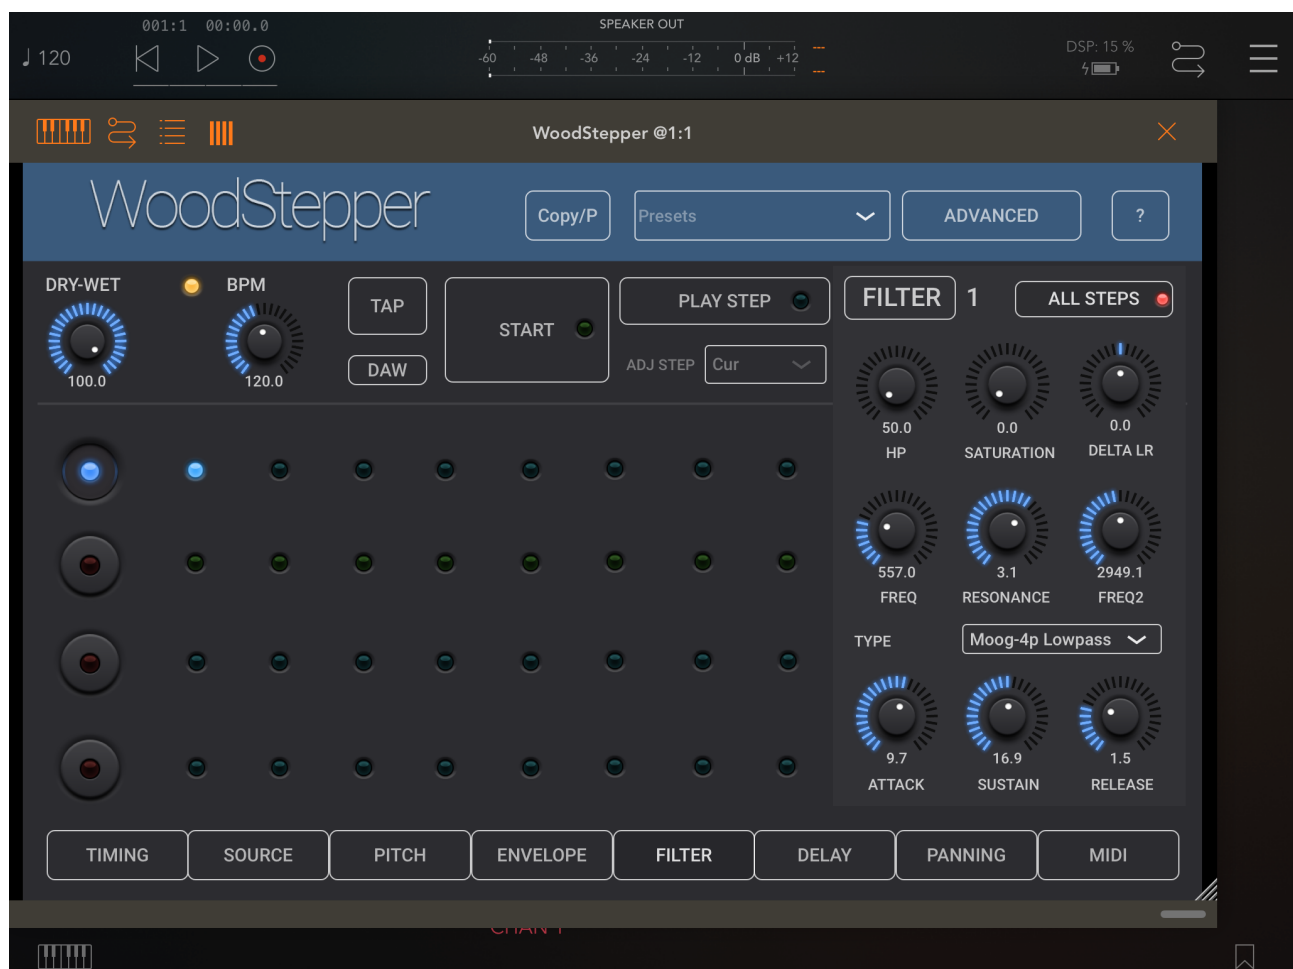 001:1 00:00.0
SPEAKER OUT
120
-60 -48 -36 -24 -12 0 dB +12
DSP: 15 %
WoodStepper @1:1
WoodStepper
Copy/P
Presets
ADVANCED
?
DRY-WET
BPM
TAP
START
PLAY STEP
FILTER 1
ALL STEPS
DAW
ADJ STEP
Cur
100.0
120.0
50.0
0.0
0.0
HP
SATURATION
DELTA LR
557.0
3.1
2949.1
FREQ
RESONANCE
FREQ2
TYPE
Moog-4p Lowpass
9.7
16.9
1.5
ATTACK
SUSTAIN
RELEASE
TIMING
SOURCE
PITCH
ENVELOPE
FILTER
DELAY
PANNING
MIDI